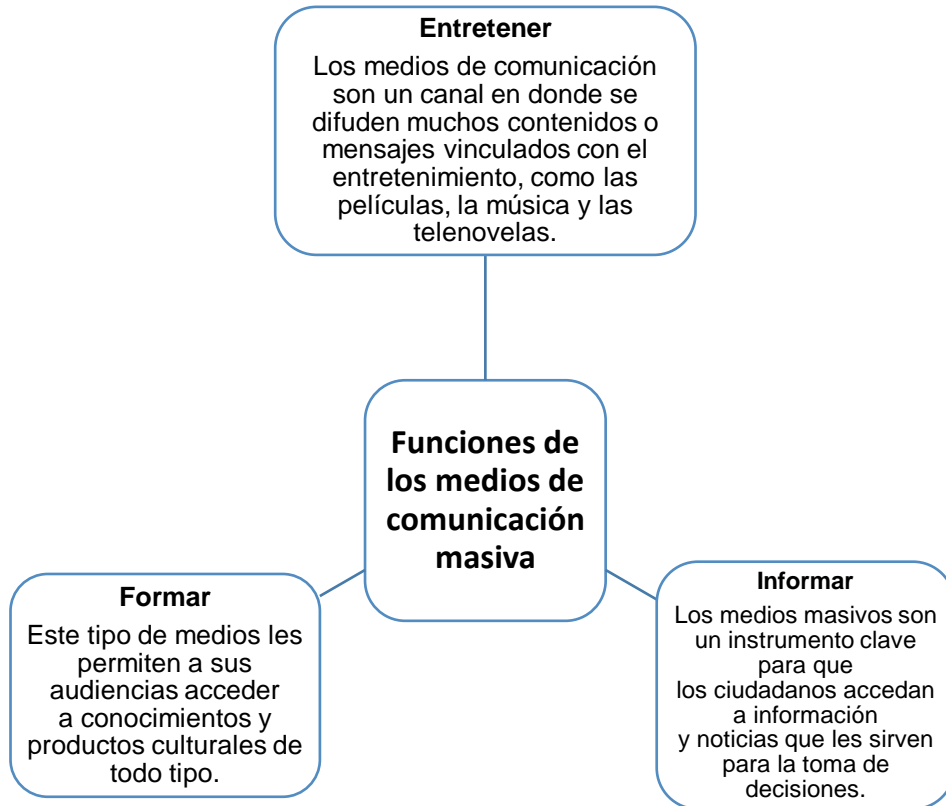 Entretener
Los medios de comunicación
son un canal en donde se
difuden muchos contenidos o
mensajes vinculados con el
entretenimiento, como las
películas, la música y las
telenovelas.
Funciones de
los medios de
comunicación
masiva
Formar
Este tipo de medios les
permiten a sus
audiencias acceder
a conocimientos y
productos culturales de
todo tipo.
Informar
Los medios masivos son
un instrumento clave
para que
los ciudadanos accedan
a información
y noticias que les sirven
para la toma de
decisiones.